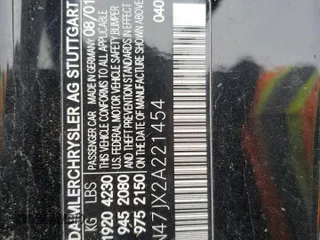 DAIMLERCHRYSLER AG STUTTGART
PASSENGER CAR MADE IN GERMANY 08/01
KG LBS THIS VEHICLE CONFORMS TO ALL APPLICABLE
1920 4230 U.S. FEDERAL MOTOR VEHICLE SAFETY BUMPER
945 2080 AND THEFT PREVENTION STANDARDS IN EFFECT
975 2150 ON THE DATE OF MANUFACTURE SHOWN ABOVE
N47JX2A221454
040